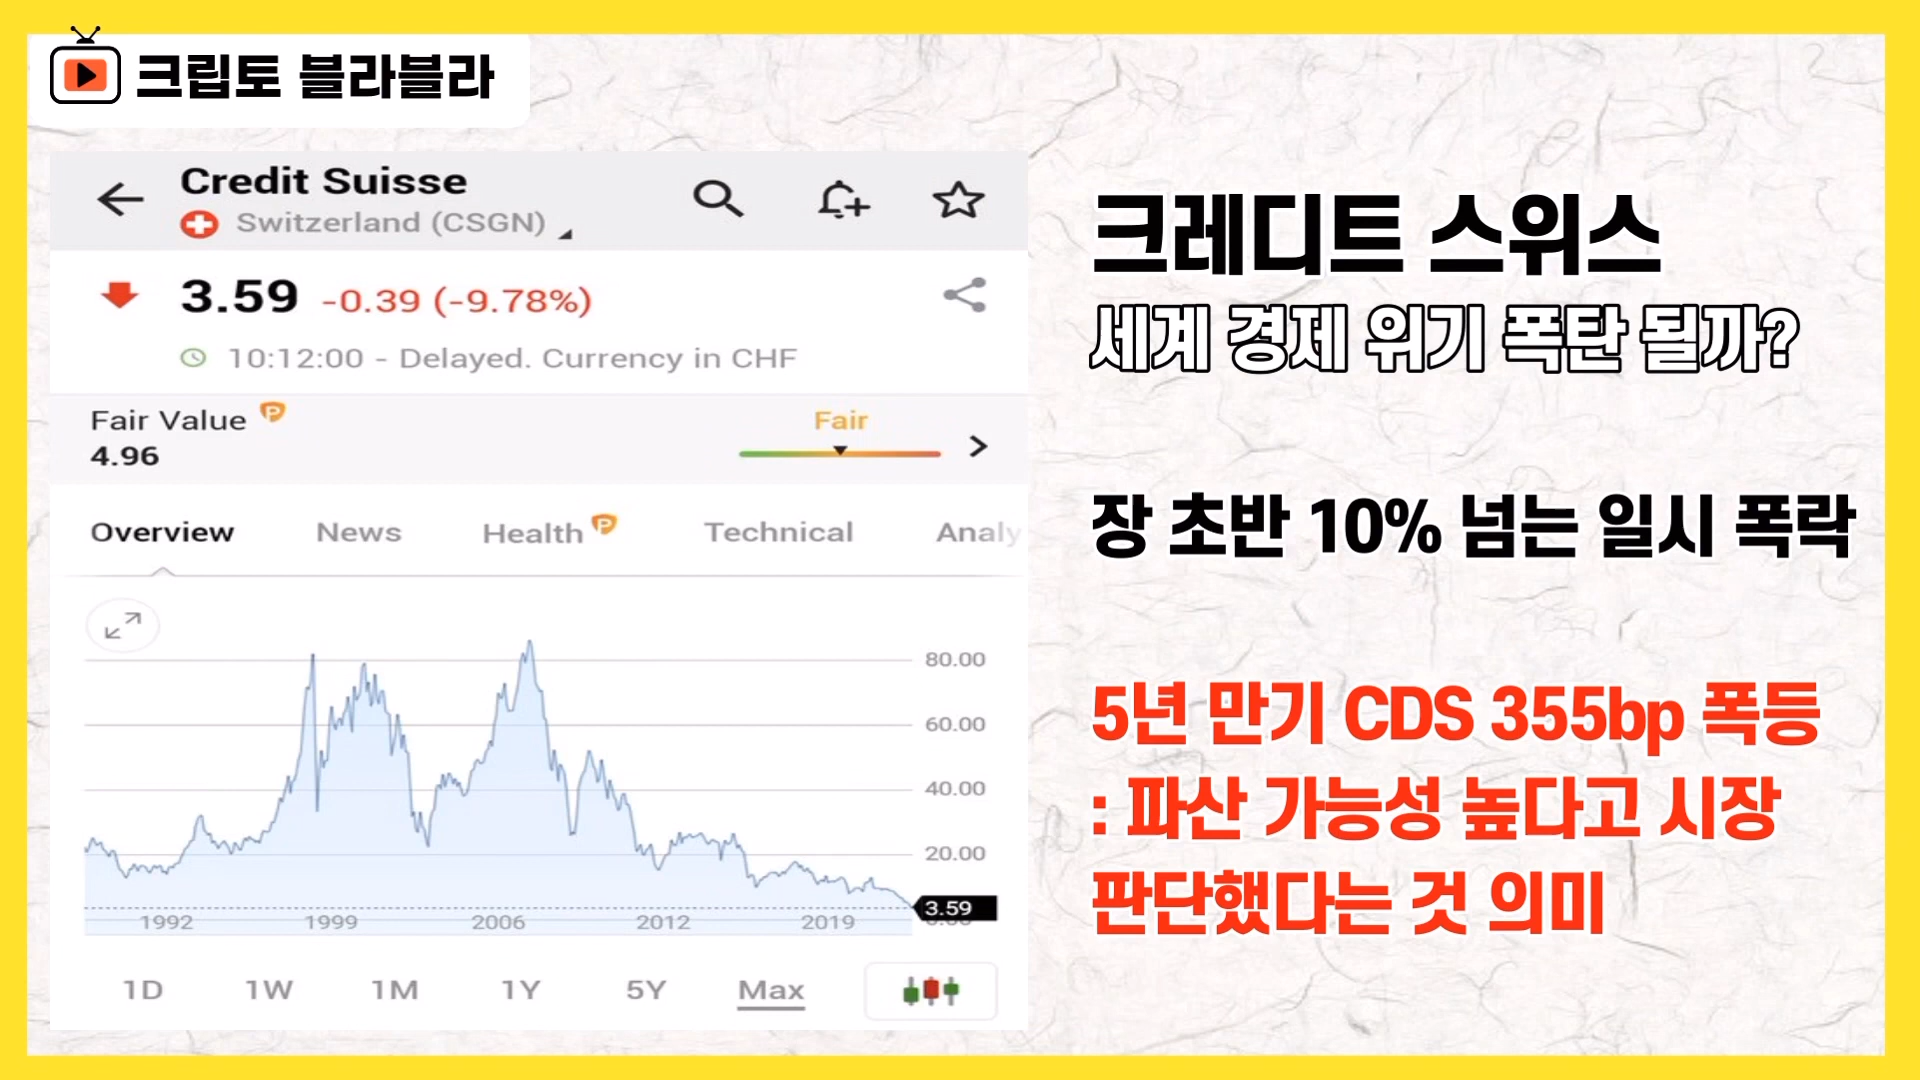 크립토 블라블라
Credit Suisse
Switzerland (CSGN)
3.59 -0.39 (-9.78%)
10:12:00 - Delayed. Currency in CHF
Fair Value
4.96
Fair
Overview News Health Technical Analy
80.00
60.00
40.00
20.00
3.59
1992 1999 2006 2012 2019
1D 1W 1M 1Y 5Y Max
크레디트 스위스
세계 경제 위기 폭탄 될까?
장 초반 10% 넘는 일시 폭락
5년 만기 CDS 355bp 폭등
: 파산 가능성 높다고 시장
판단했다는 것 의미